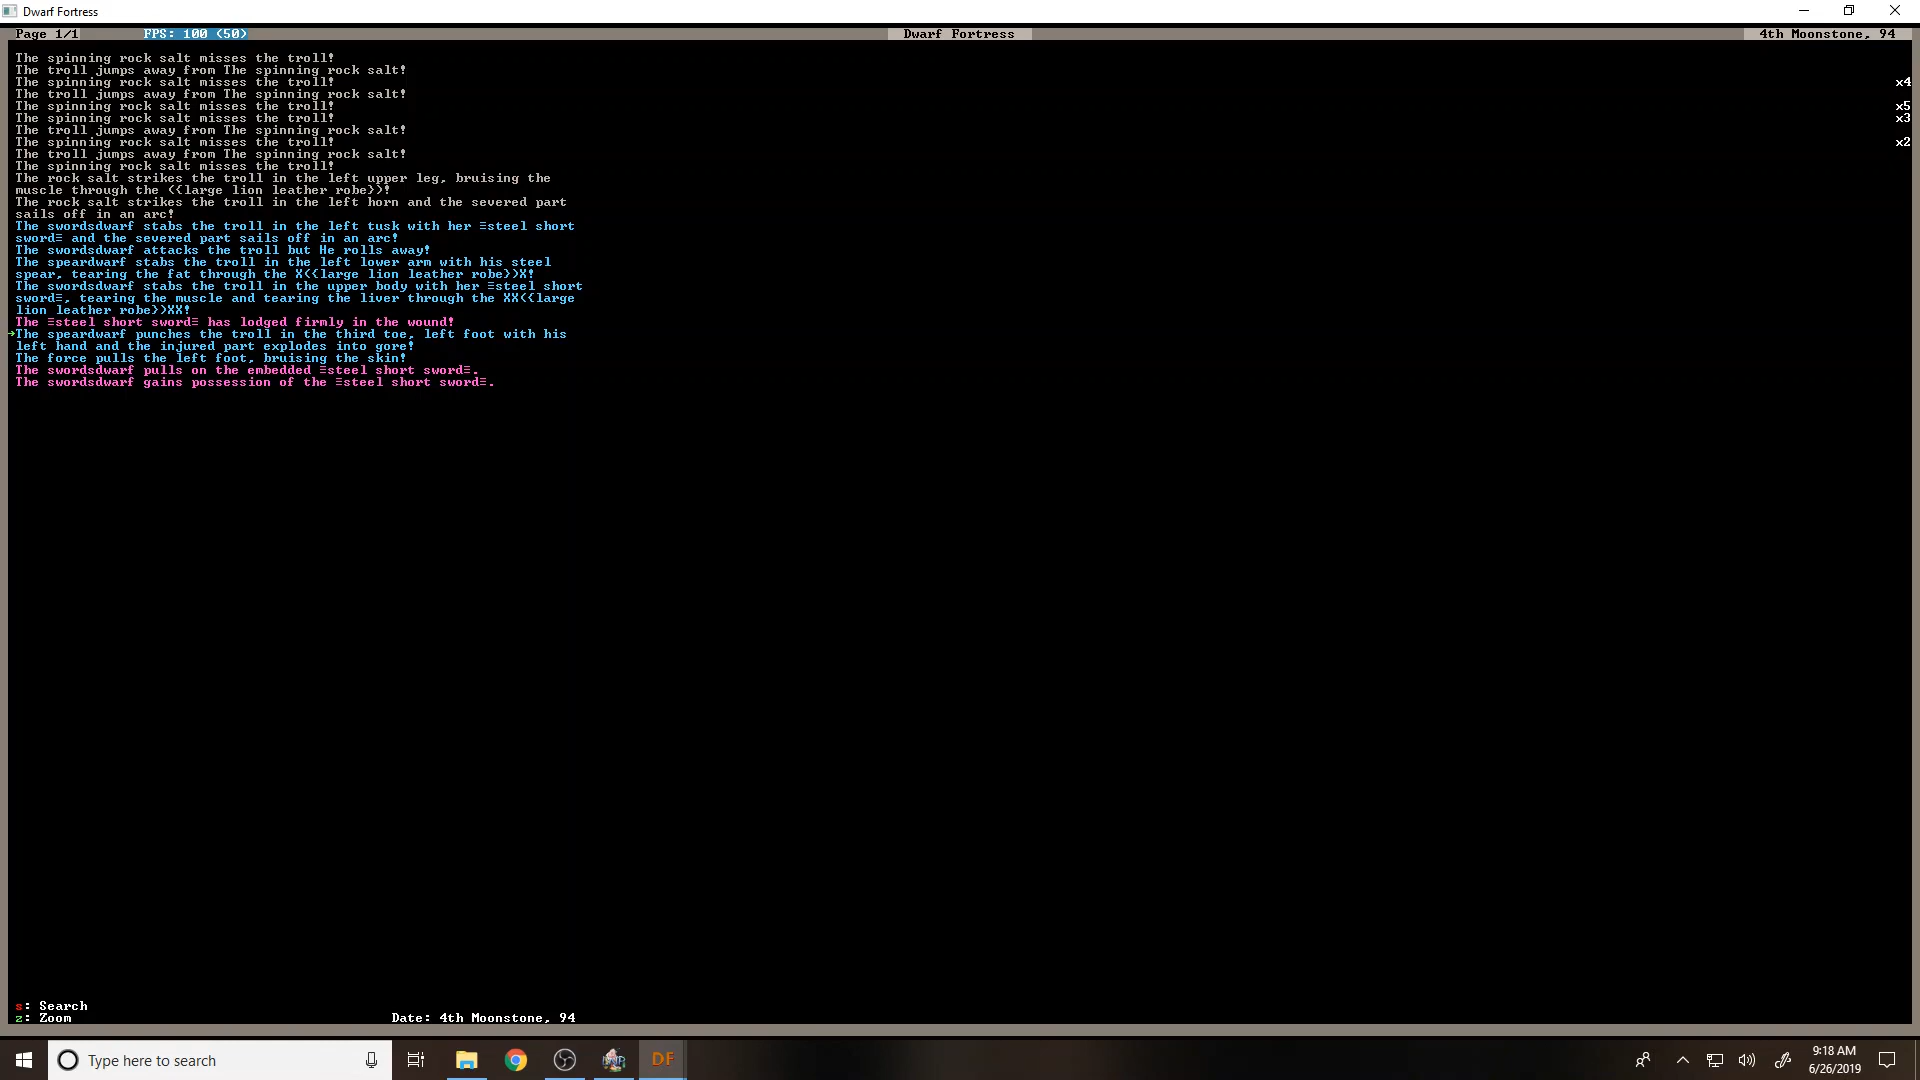 Dwarf Fortress
Page 1/1 FPS: 100 (50) Dwarf Fortress 4th Moonstone, 94
The spinning rock salt misses the troll!
The troll jumps away from The spinning rock salt!
The spinning rock salt misses the troll! x4
The troll jumps away from The spinning rock salt!
The spinning rock salt misses the troll! x5
The spinning rock salt misses the troll! x3
The troll jumps away from The spinning rock salt!
The spinning rock salt misses the troll! x2
The troll jumps away from The spinning rock salt!
The spinning rock salt misses the troll!
The rock salt strikes the troll in the left upper leg, bruising the
muscle through the ({large lion leather robe})!
The rock salt strikes the troll in the left horn and the severed part
sails off in an arc!
The swordsdwarf stabs the troll in the left tusk with her ≡steel short
sword≡ and the severed part sails off in an arc!
The swordsdwarf attacks the troll but He rolls away!
The speardwarf stabs the troll in the left lower arm with his steel
spear, tearing the fat through the X({large lion leather robe})X!
The swordsdwarf stabs the troll in the upper body with her ≡steel short
sword≡, tearing the muscle and tearing the liver through the XX({large
lion leather robe})XX!
The ≡steel short sword≡ has lodged firmly in the wound!
→The speardwarf punches the troll in the third toe, left foot with his
left hand and the injured part explodes into gore!
The force pulls the left foot, bruising the skin!
The swordsdwarf pulls on the embedded ≡steel short sword≡.
The swordsdwarf gains possession of the ≡steel short sword≡.
s: Search
z: Zoom Date: 4th Moonstone, 94
Type here to search
DF
9:18 AM
6/26/2019